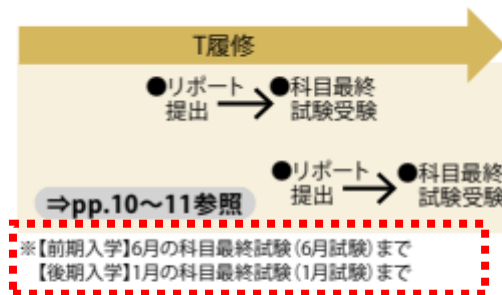 T履修
●リポート
提出
●科目最終
試験受験
●リポート
提出
●科目最終
試験受験
⇒pp.10～11参照
※【前期入学】6月の科目最終試験(6月試験)まで
【後期入学】1月の科目最終試験(1月試験)まで